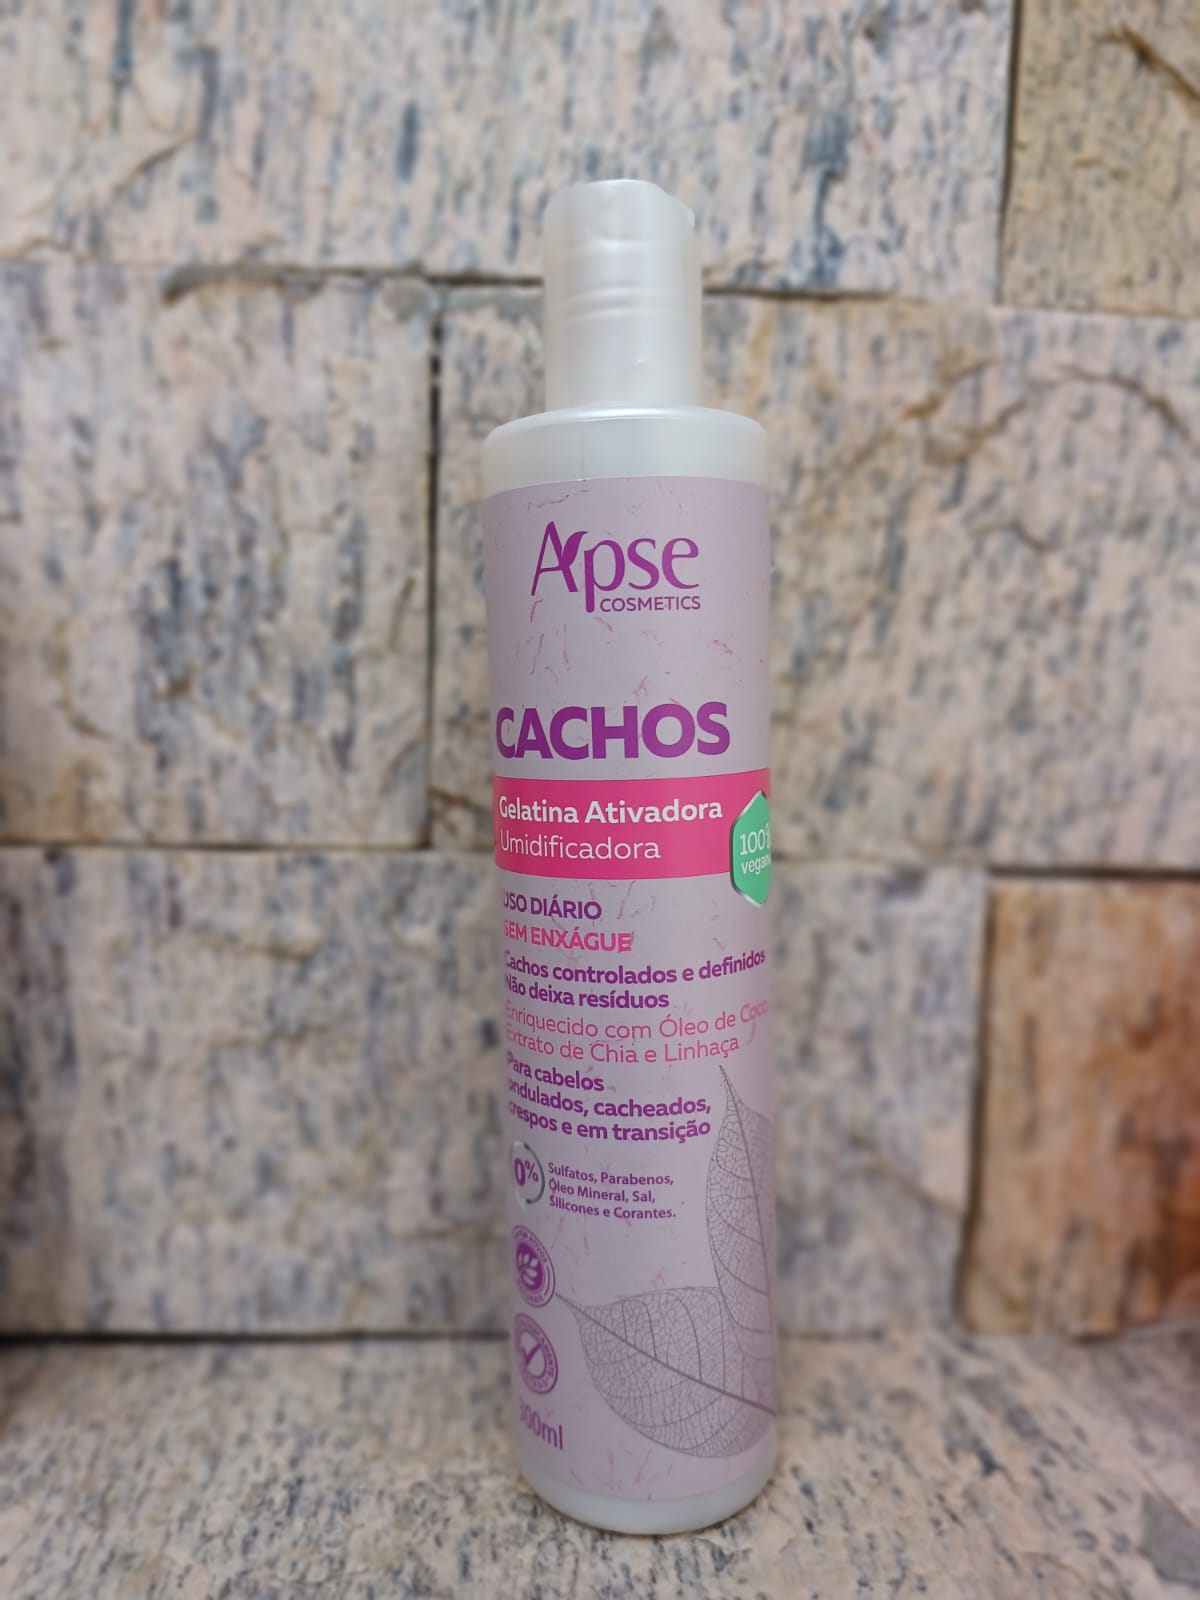 Apse
COSMETICS
CACHOS
Gelatina Ativadora
Umidificadora
100%
vegano
USO DIÁRIO
SEM ENXÁGUE
Cachos controlados e definidos
Não deixa resíduos
Enriquecido com Óleo de Coco
Extrato de Chia e Linhaça
Para cabelos
ondulados, cacheados,
crespos e em transição
0%
Sulfatos, Parabenos,
Óleo Mineral, Sal,
Silicones e Corantes.
300ml